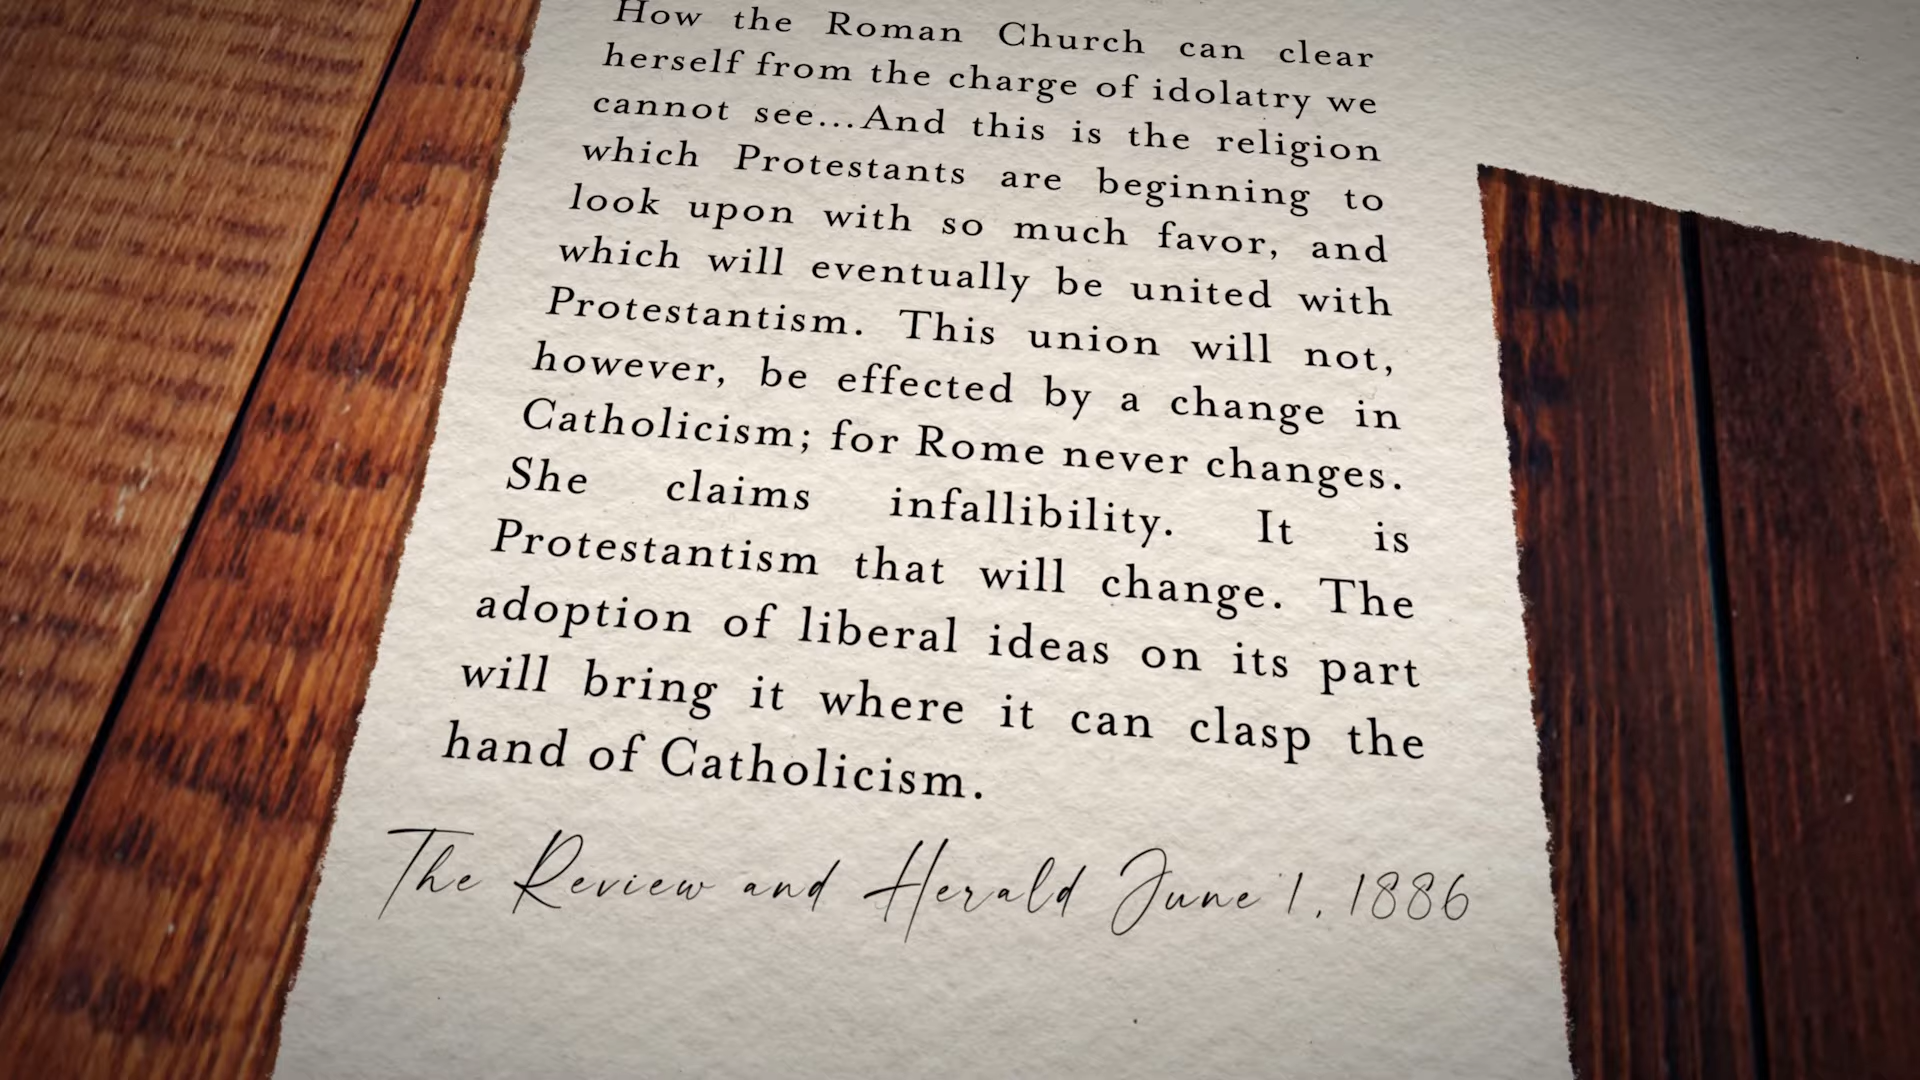 How the Roman Church can clear
herself from the charge of idolatry we
cannot see...And this is the religion
which Protestants are beginning to
look upon with so much favor, and
which will eventually be united with
Protestantism. This union will not,
however, be effected by a change in
Catholicism; for Rome never changes.
She claims infallibility. It is
Protestantism that will change. The
adoption of liberal ideas on its part
will bring it where it can clasp the
hand of Catholicism.
The Review and Herald June 1, 1886